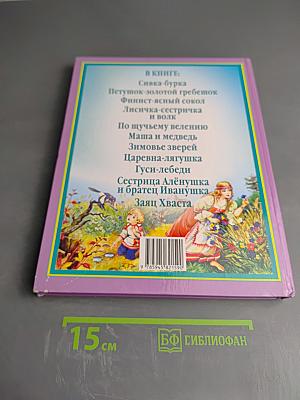 В КНИГЕ:
Сивка-бурка
Петушок-золотой гребешок
Финист-ясный сокол
Лисичка-сестричка
и волк
По щучьему велению
Маша и медведь
Зимовье зверей
Царевна-лягушка
Гуси-лебеди
Сестрица Алёнушка
и братец Иванушка
Заяц Хваста
15 см
БФ БИБЛИОФАН